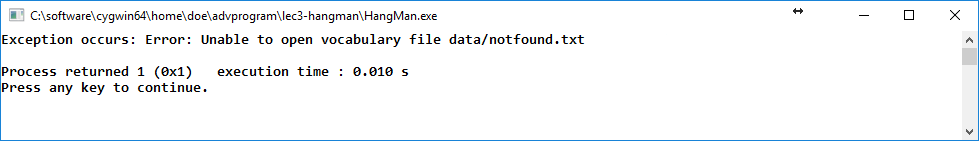 C:\software\cygwin64\home\doe\advprogram\lec3-hangman\HangMan.exe
Exception occurs: Error: Unable to open vocabulary file data/notfound.txt
Process returned 1 (0x1)   execution time : 0.010 s
Press any key to continue.